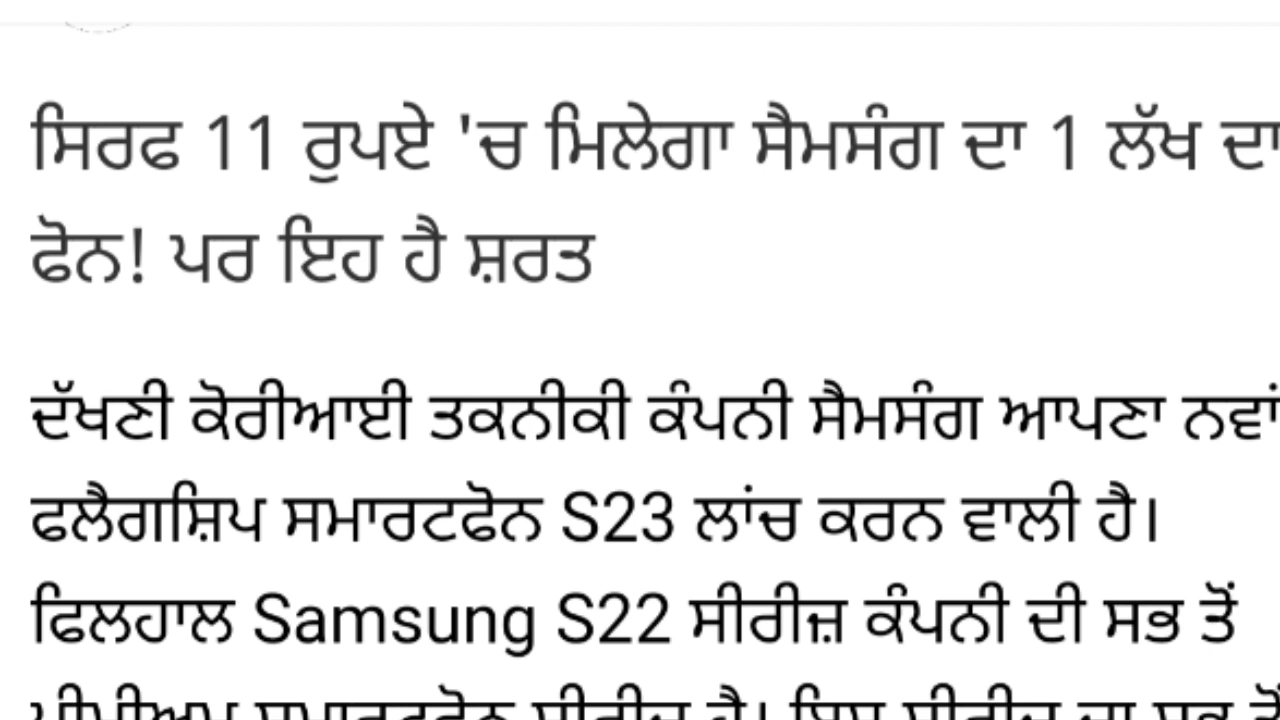 ਸਿਰਫ 11 ਰੁਪਏ 'ਚ ਮਿਲੇਗਾ ਸੈਮਸੰਗ ਦਾ 1 ਲੱਖ ਦਾ
ਫੋਨ! ਪਰ ਇਹ ਹੈ ਸ਼ਰਤ
ਦੱਖਣੀ ਕੋਰੀਆਈ ਤਕਨੀਕੀ ਕੰਪਨੀ ਸੈਮਸੰਗ ਆਪਣਾ ਨਵਾਂ
ਫਲੈਗਸ਼ਿਪ ਸਮਾਰਟਫੋਨ S23 ਲਾਂਚ ਕਰਨ ਵਾਲੀ ਹੈ।
ਫਿਲਹਾਲ Samsung S22 ਸੀਰੀਜ਼ ਕੰਪਨੀ ਦੀ ਸਭ ਤੋਂ